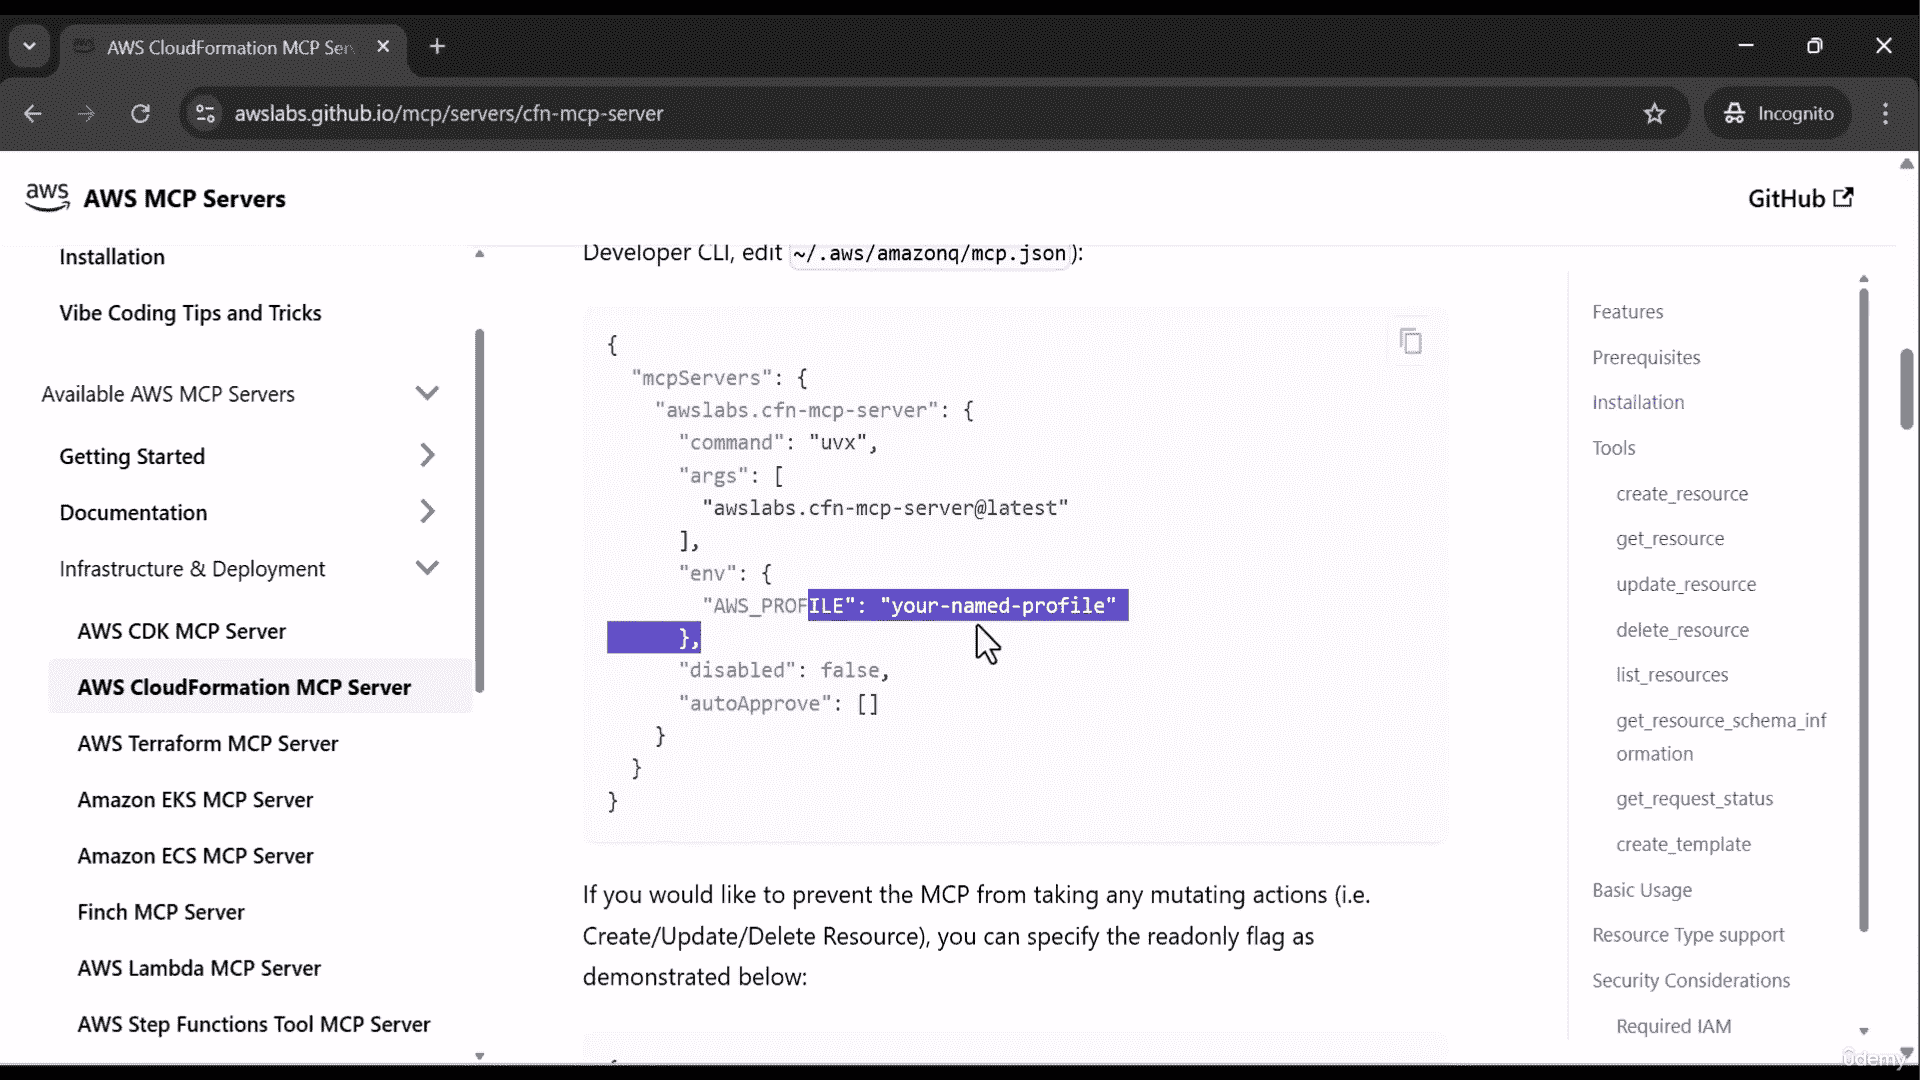 AWS CloudFormation MCP Ser
awslabs.github.io/mcp/servers/cfn-mcp-server
Incognito
aws
AWS MCP Servers
GitHub
Installation
Vibe Coding Tips and Tricks
Available AWS MCP Servers
Getting Started
Documentation
Infrastructure & Deployment
AWS CDK MCP Server
AWS CloudFormation MCP Server
AWS Terraform MCP Server
Amazon EKS MCP Server
Amazon ECS MCP Server
Finch MCP Server
AWS Lambda MCP Server
AWS Step Functions Tool MCP Server
Developer CLI, edit ~/.aws/amazonq/mcp.json):
{
"mcpServers": {
"awslabs.cfn-mcp-server": {
"command": "uvx",
"args": [
"awslabs.cfn-mcp-server@latest"
],
"env": {
"AWS_PROFILE": "your-named-profile"
},
"disabled": false,
"autoApprove": []
}
}
}
If you would like to prevent the MCP from taking any mutating actions (i.e.
Create/Update/Delete Resource), you can specify the readonly flag as
demonstrated below:
Features
Prerequisites
Installation
Tools
create_resource
get_resource
update_resource
delete_resource
list_resources
get_resource_schema_inf
ormation
get_request_status
create_template
Basic Usage
Resource Type support
Security Considerations
Required IAM
ûdemy